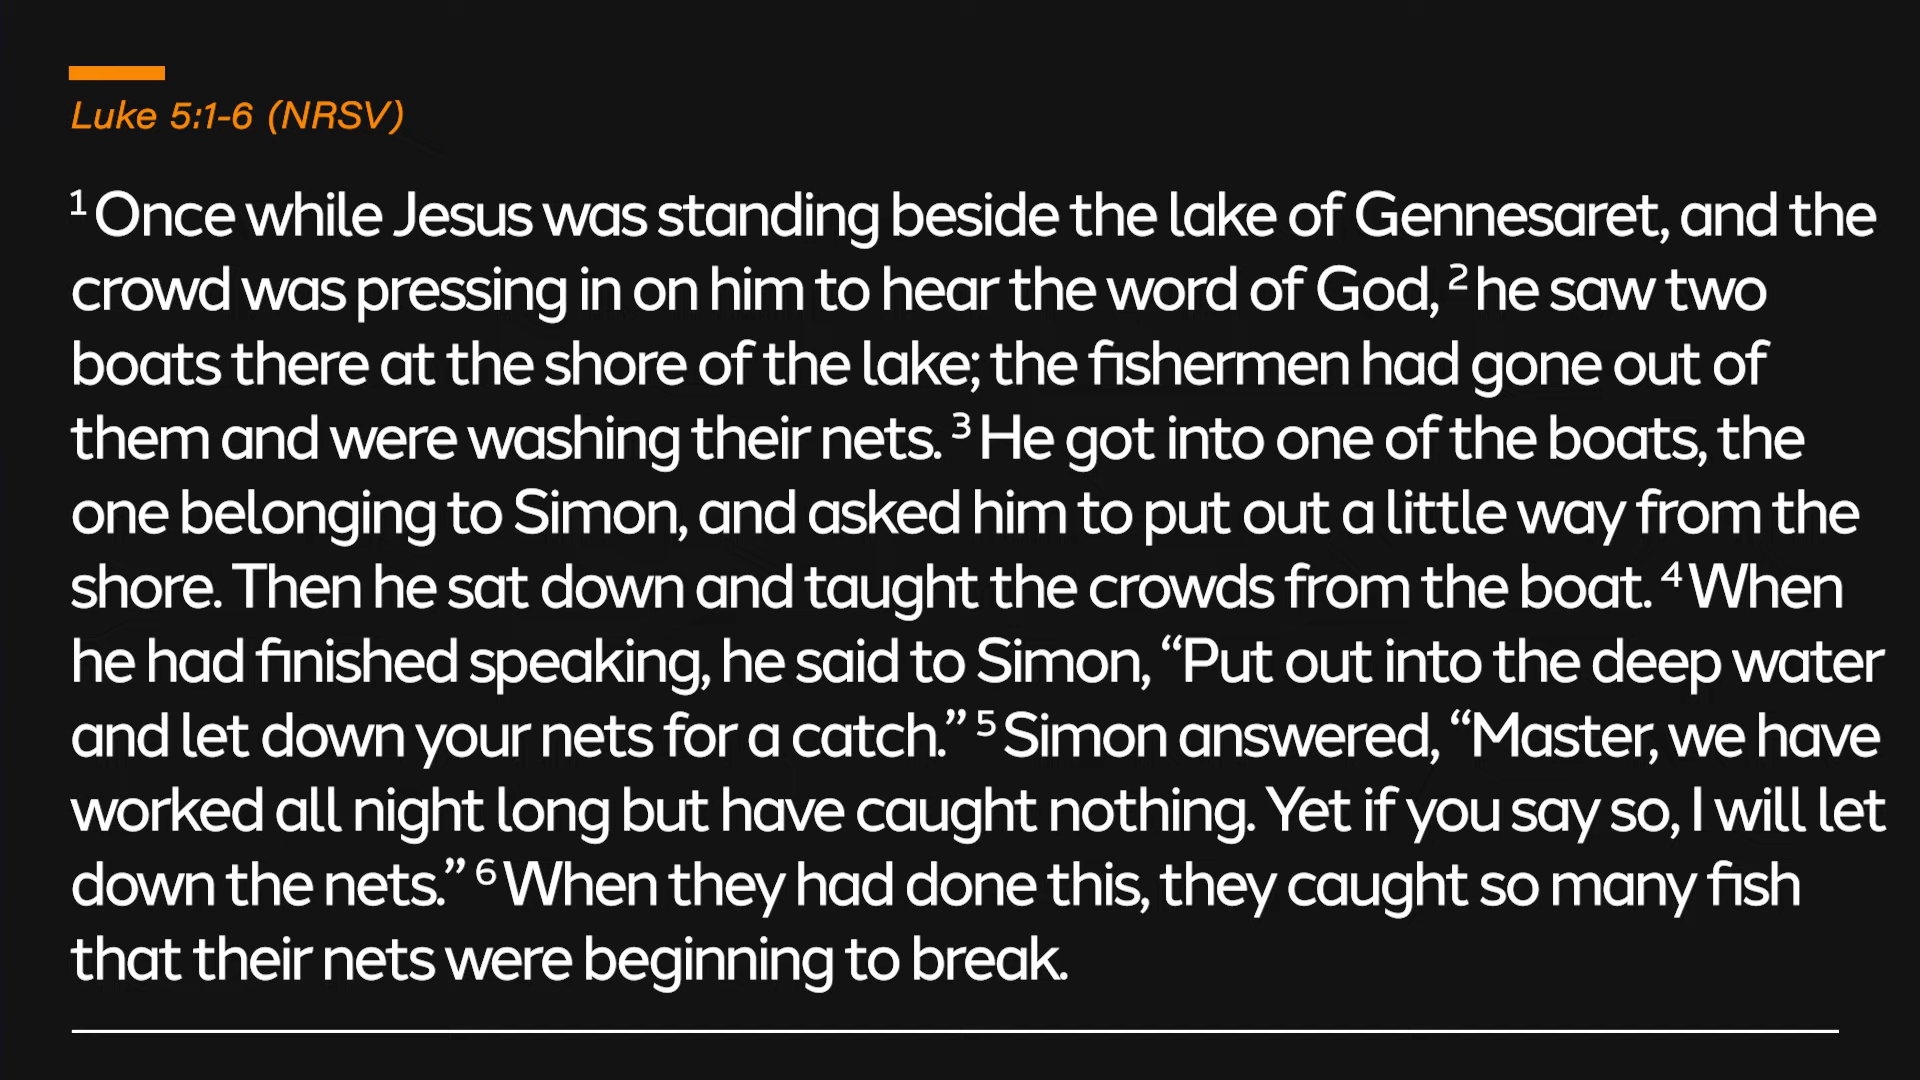 Luke 5:1-6 (NRSV)
¹ Once while Jesus was standing beside the lake of Gennesaret, and the
crowd was pressing in on him to hear the word of God, ² he saw two
boats there at the shore of the lake; the fishermen had gone out of
them and were washing their nets. ³ He got into one of the boats, the
one belonging to Simon, and asked him to put out a little way from the
shore. Then he sat down and taught the crowds from the boat. ⁴ When
he had finished speaking, he said to Simon, “Put out into the deep water
and let down your nets for a catch.” ⁵ Simon answered, “Master, we have
worked all night long but have caught nothing. Yet if you say so, I will let
down the nets.” ⁶ When they had done this, they caught so many fish
that their nets were beginning to break.